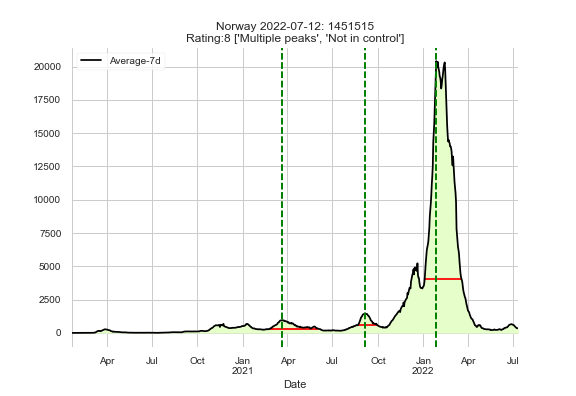 Norway 2022-07-12: 1451515
Rating:8 ['Multiple peaks', 'Not in control']
Average-7d
20000
17500
15000
12500
10000
7500
5000
2500
0
Apr Jul Oct Jan Apr Jul Oct Jan Apr Jul
2021 2022
Date